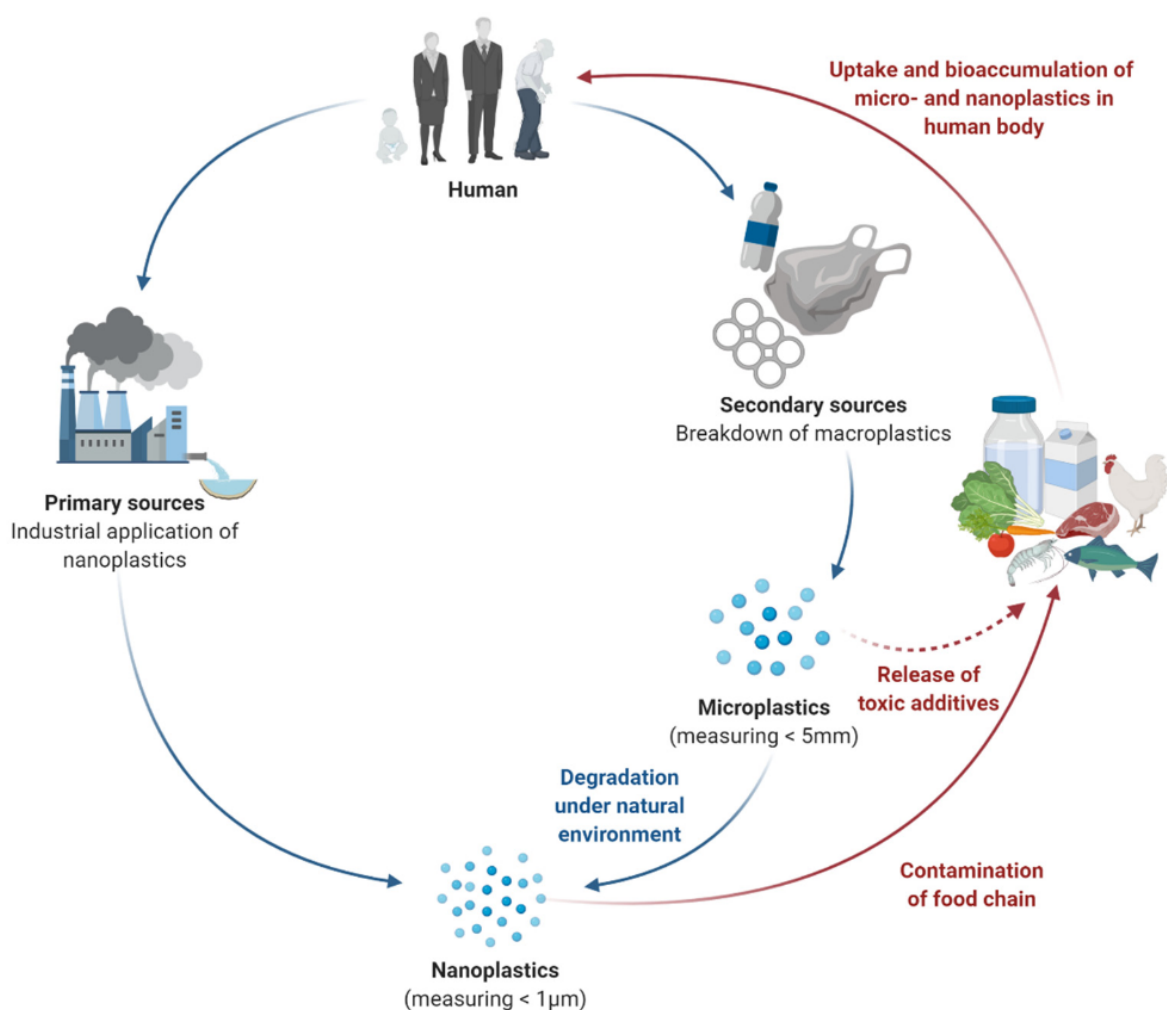 Uptake and bioaccumulation of
micro- and nanoplastics in
human body
Human
Secondary sources
Breakdown of macroplastics
Primary sources
Industrial application of
nanoplastics
Release of
toxic additives
Microplastics
(measuring < 5mm)
Degradation
under natural
environment
Contamination
of food chain
Nanoplastics
(measuring < 1μm)